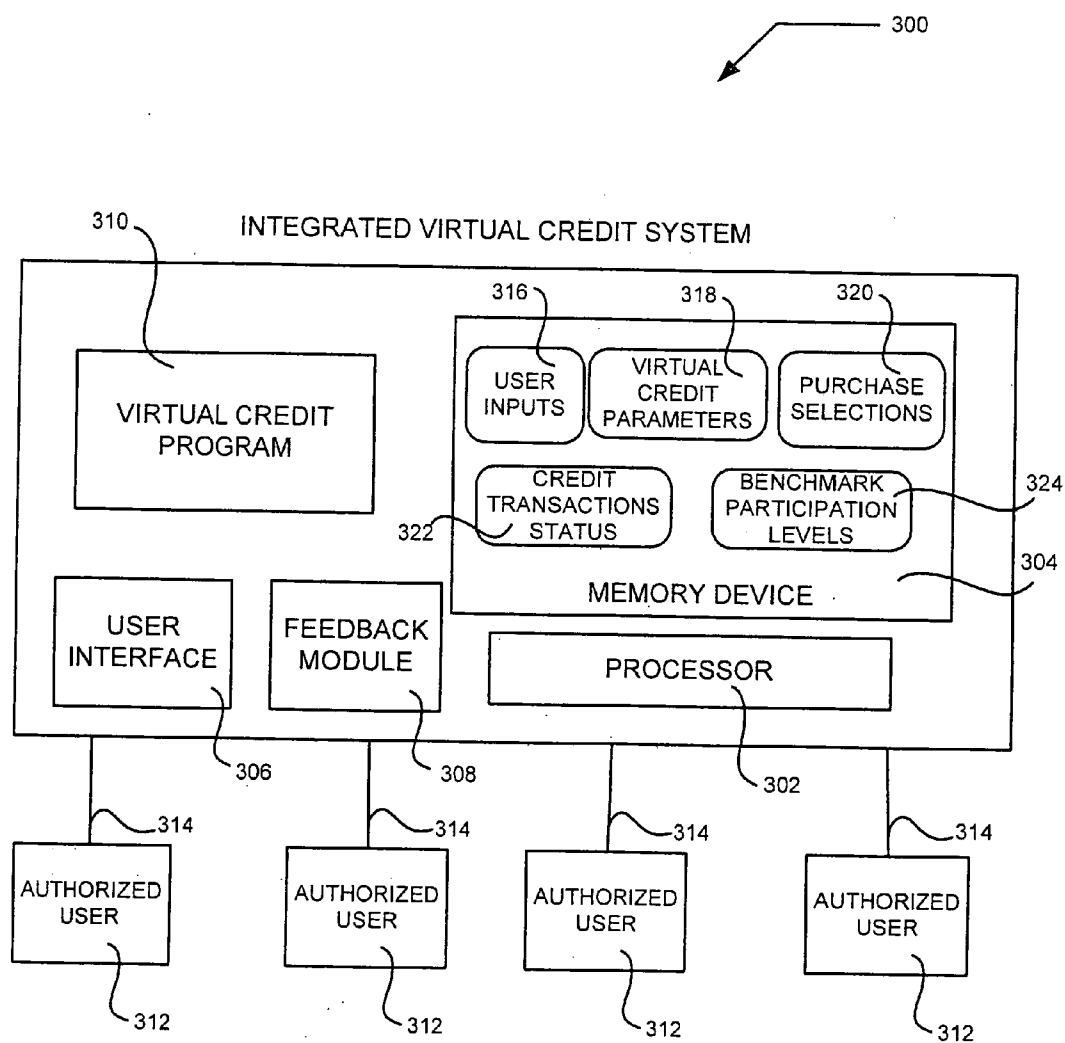 300
310
INTEGRATED VIRTUAL CREDIT SYSTEM
316
318
320
VIRTUAL CREDIT
PROGRAM
USER
INPUTS
VIRTUAL
CREDIT
PARAMETERS
PURCHASE
SELECTIONS
CREDIT
TRANSACTIONS
STATUS
322
BENCHMARK
PARTICIPATION
LEVELS
324
304
MEMORY DEVICE
USER
INTERFACE
FEEDBACK
MODULE
PROCESSOR
306
308
302
314
314
314
314
AUTHORIZED
USER
AUTHORIZED
USER
AUTHORIZED
USER
AUTHORIZED
USER
312
312
312
312